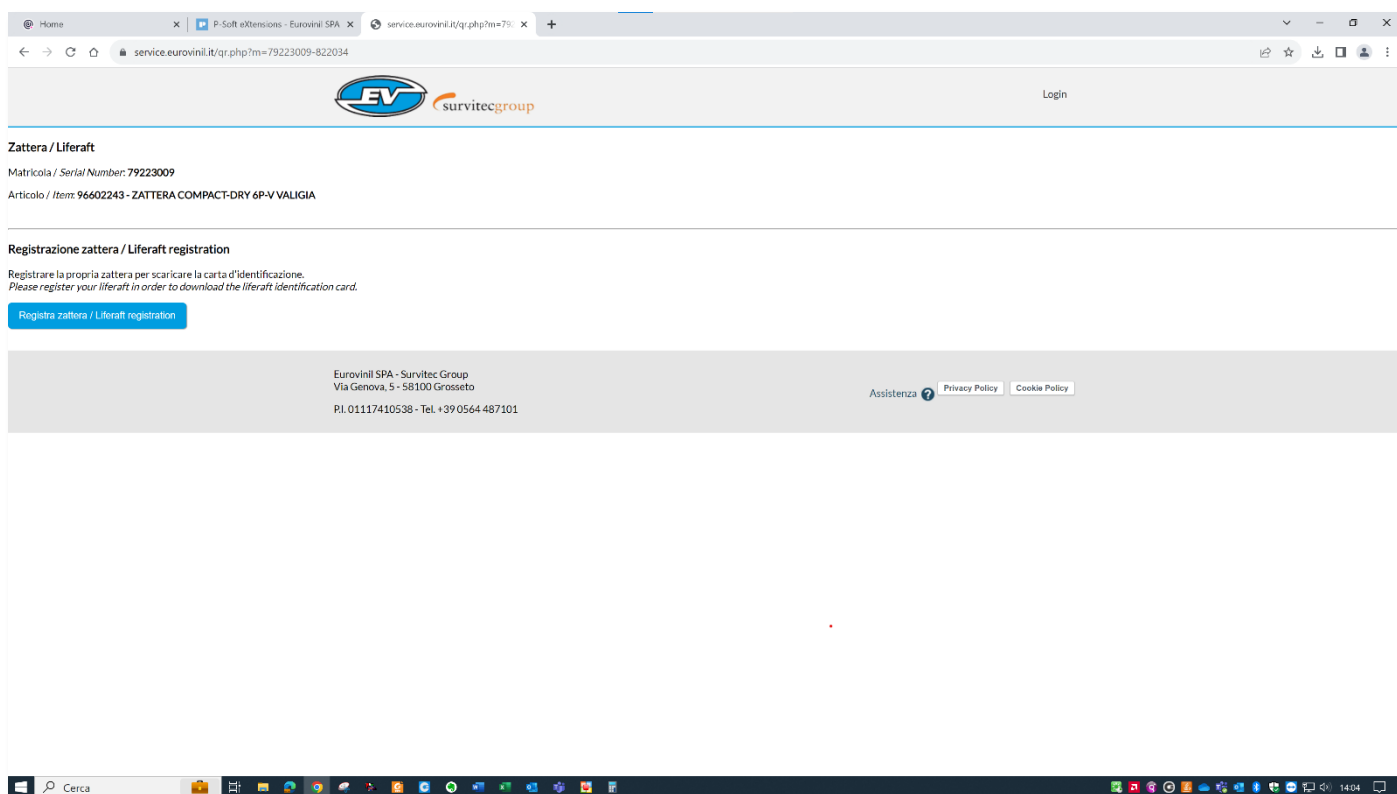 Home
P-Soft eXtensions - Eurovinil SPA
service.eurovinil.it/qr.php?m=792
service.eurovinil.it/qr.php?m=79223009-822034
EV
survitecgroup
Login
Zattera / Liferaft
Matricola / Serial Number: 79223009
Articolo / Item: 96602243 - ZATTERA COMPACT-DRY 6P-V VALIGIA
Registrazione zattera / Liferaft registration
Registrare la propria zattera per scaricare la carta d'identificazione.
Please register your liferaft in order to download the liferaft identification card.
Registra zattera / Liferaft registration
Eurovinil SPA - Survitec Group
Via Genova, 5 - 58100 Grosseto
P.I. 01117410538 - Tel. +39 0564 487101
Assistenza ? Privacy Policy Cookie Policy
Cerca
14:04